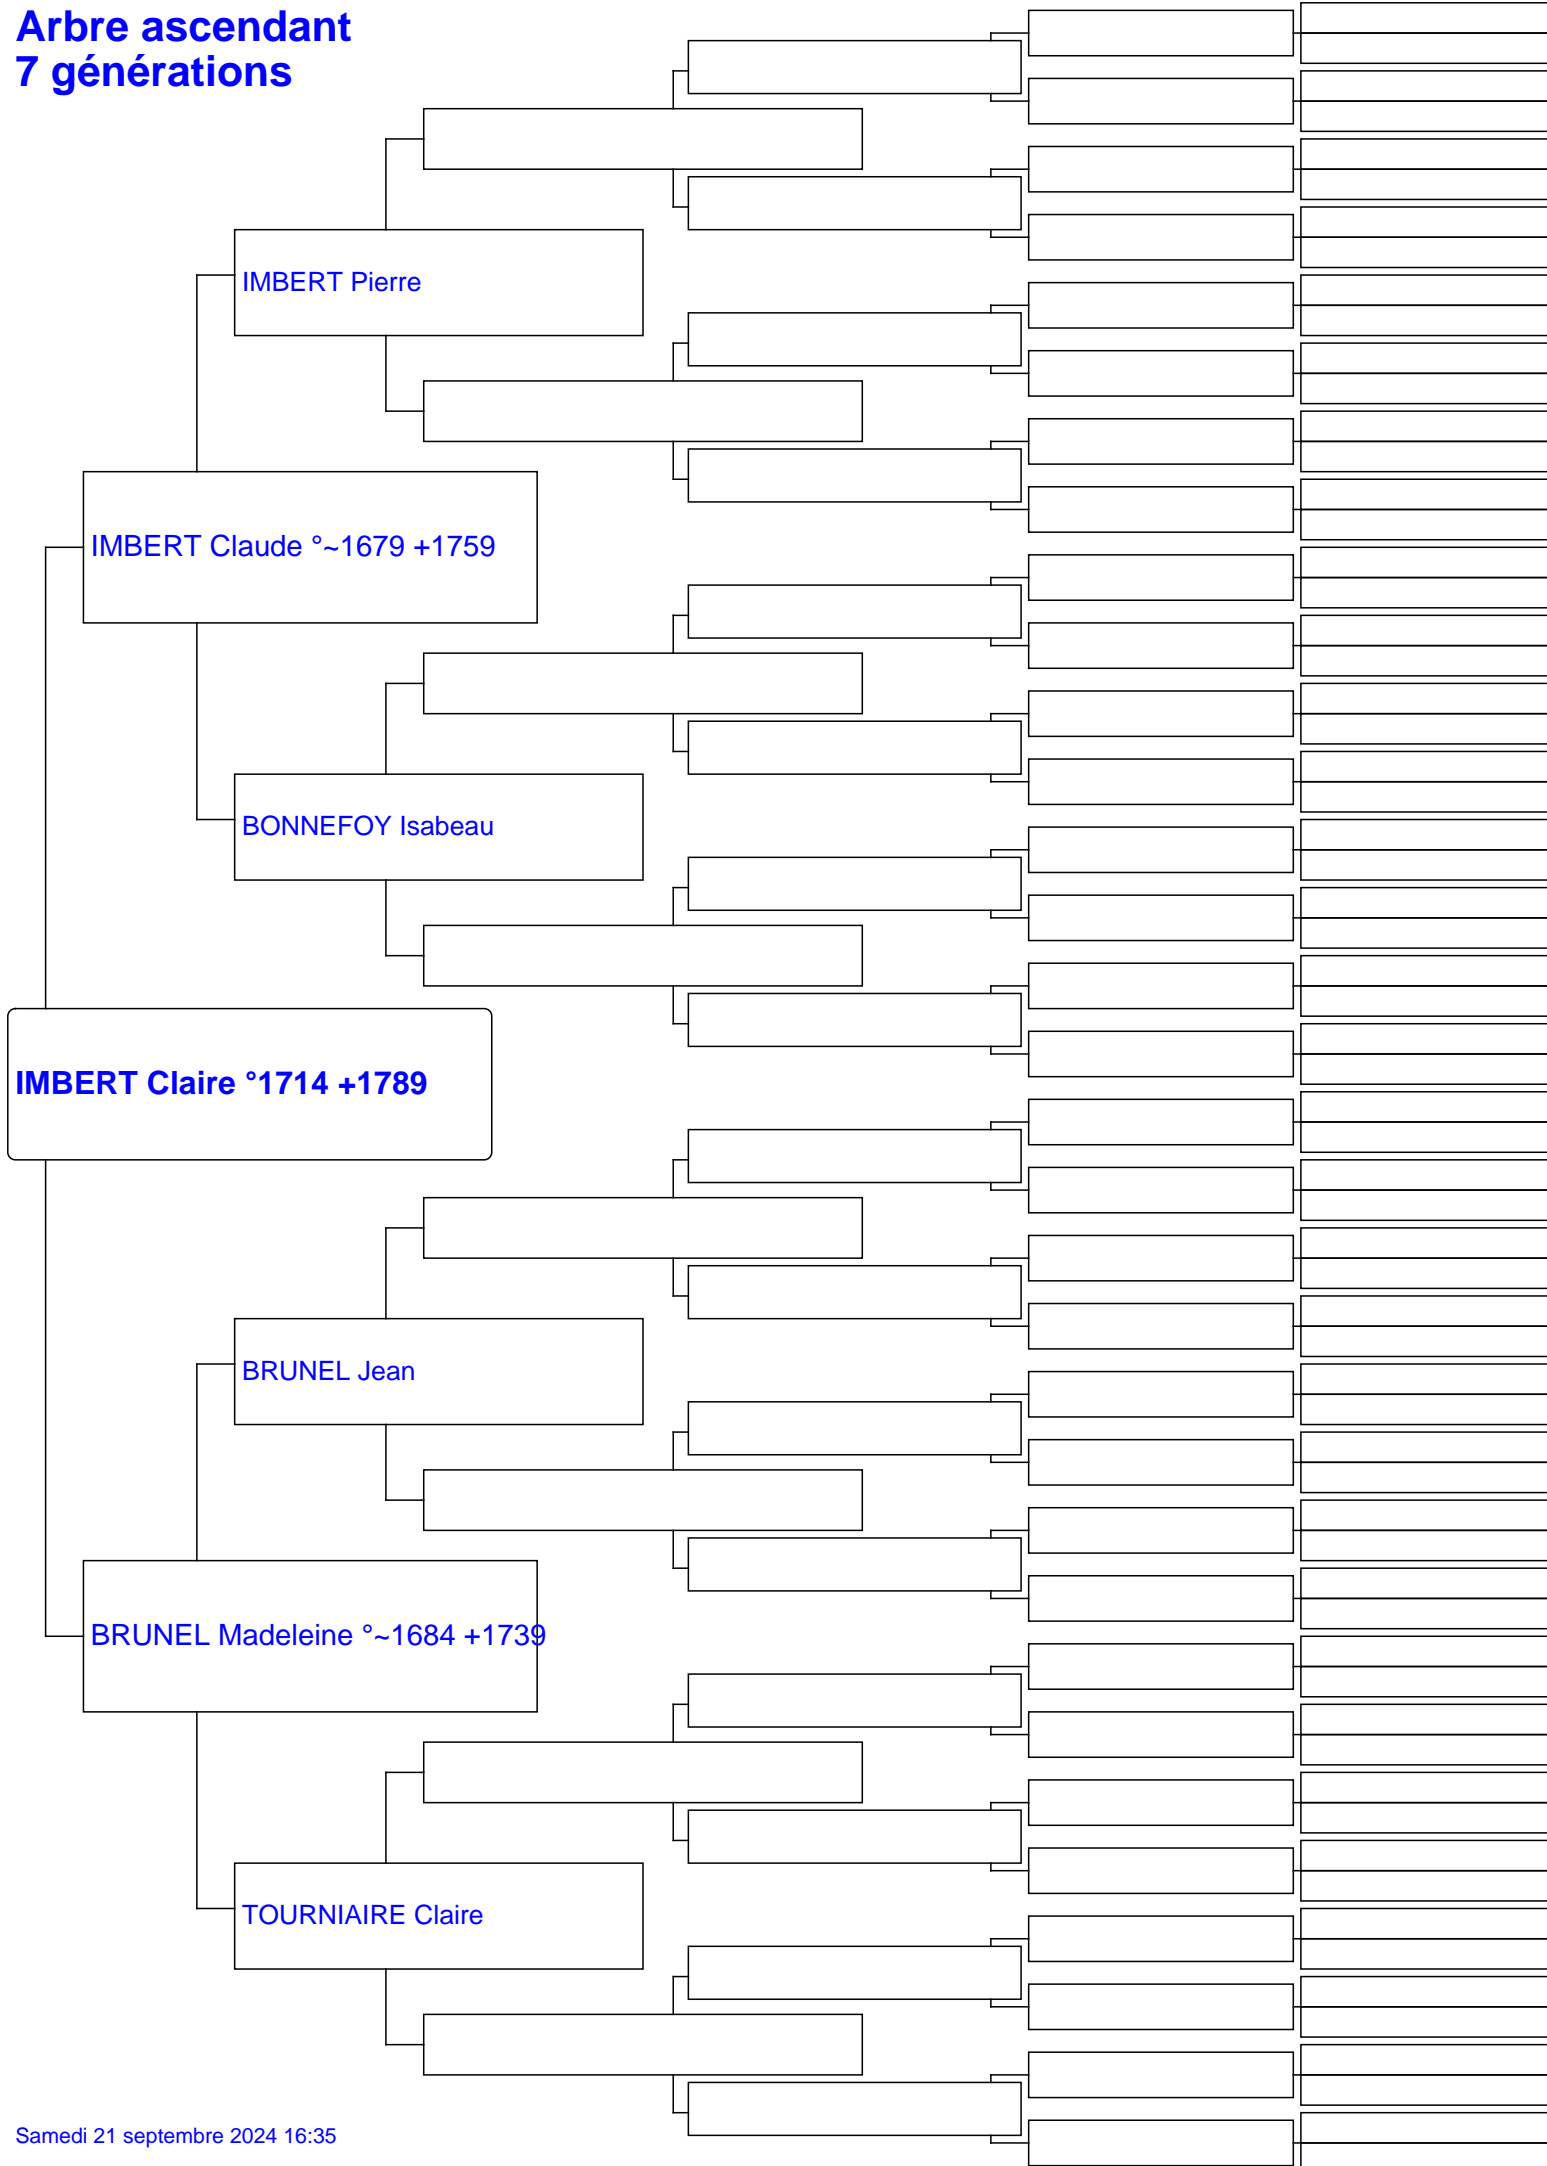 Arbre ascendant
7 générations
IMBERT Pierre
IMBERT Claude °~1679 +1759
BONNEFOY Isabeau
IMBERT Claire °1714 +1789
BRUNEL Jean
BRUNEL Madeleine °~1684 +1739
TOURNIAIRE Claire
Samedi 21 septembre 2024 16:35